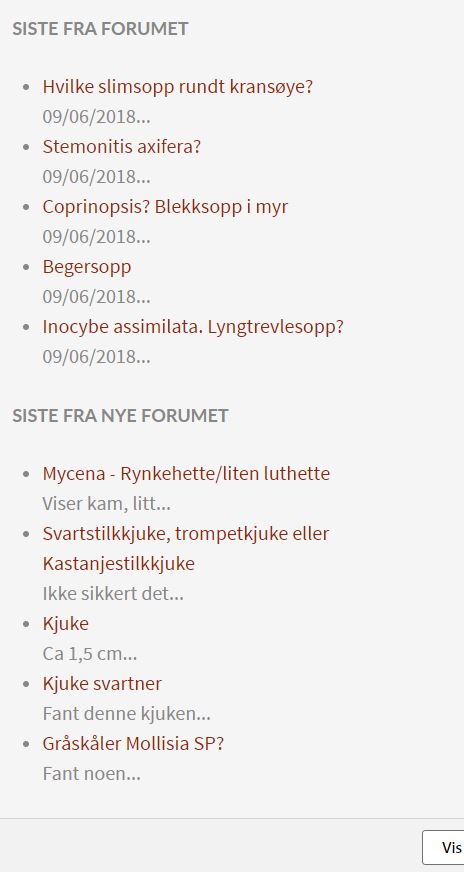 SISTE FRA FORUMET
Hvilke slimsopp rundt kransøye?
09/06/2018...
Stemonitis axifera?
09/06/2018...
Coprinopsis? Blekksopp i myr
09/06/2018...
Begersopp
09/06/2018...
Inocybe assimilata. Lyngtrevlesopp?
09/06/2018...
SISTE FRA NYE FORUMET
Mycena - Rynkehette/liten luthette
Viser kam, litt...
Svartstilkkjuke, trompetkjuke eller
Kastanjestilkkjuke
Ikke sikkert det...
Kjuke
Ca 1,5 cm...
Kjuke svartner
Fant denne kjuken...
Gråskåler Mollisia SP?
Fant noen...
Vis